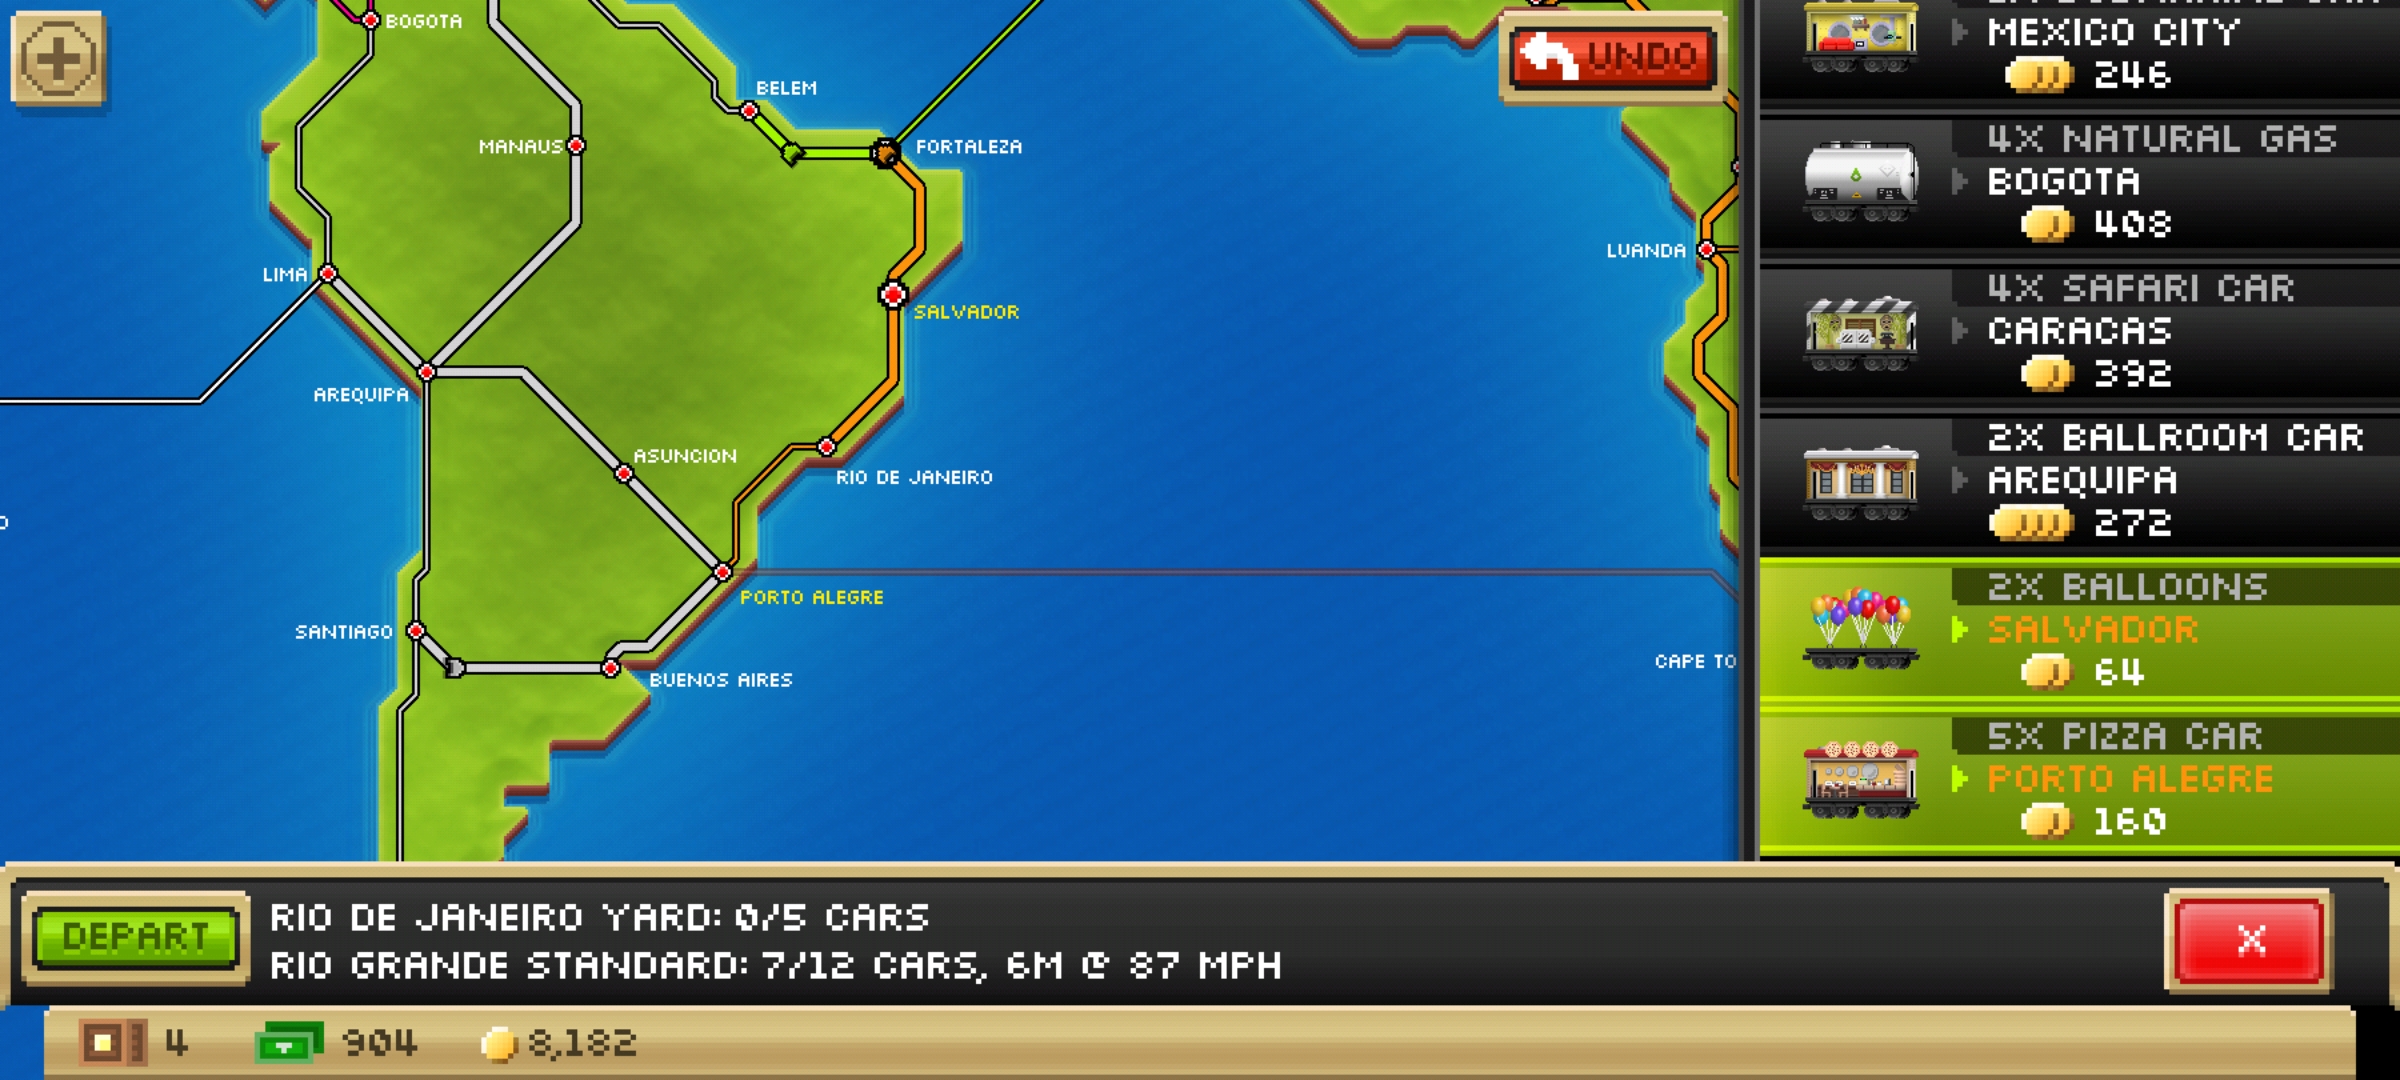 BOGOTA
BELEM
MANAUS
FORTALEZA
LIMA
SALVADOR
AREQUIPA
ASUNCION
RIO DE JANEIRO
PORTO ALEGRE
SANTIAGO
BUENOS AIRES
LUANDA
CAPE TO
UNDO
MEXICO CITY
246
4X NATURAL GAS
BOGOTA
408
4X SAFARI CAR
CARACAS
392
2X BALLROOM CAR
AREQUIPA
272
2X BALLOONS
SALVADOR
64
5X PIZZA CAR
PORTO ALEGRE
160
DEPART
RIO DE JANEIRO YARD: 0/5 CARS
RIO GRANDE STANDARD: 7/12 CARS, 6M @ 87 MPH
X
4
904
8,182